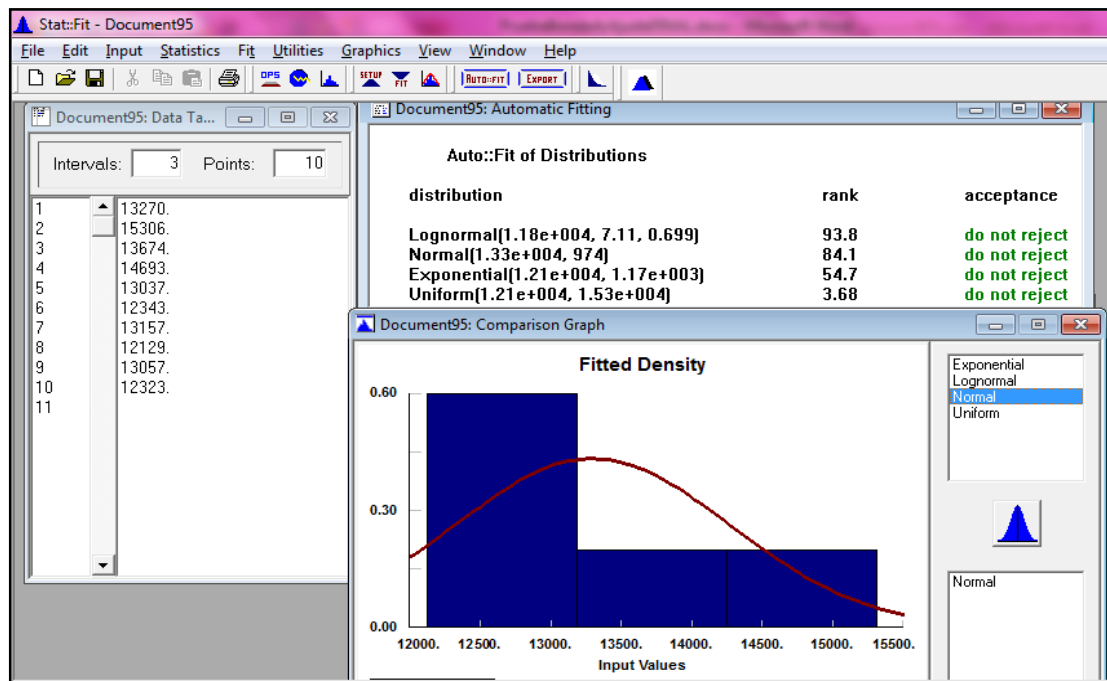 Stat::Fit - Document95
File Edit Input Statistics Fit Utilities Graphics View Window Help
OPS SETUP FIT AUTO::FIT EXPORT
Document95: Data Ta...
Intervals: 3 Points: 10
1 13270.
2 15306.
3 13674.
4 14693.
5 13037.
6 12343.
7 13157.
8 12129.
9 13057.
10 12323.
11
Document95: Automatic Fitting
Auto::Fit of Distributions
distribution rank acceptance
Lognormal(1.18e+004, 7.11, 0.699) 93.8 do not reject
Normal(1.33e+004, 974) 84.1 do not reject
Exponential(1.21e+004, 1.17e+003) 54.7 do not reject
Uniform(1.21e+004, 1.53e+004) 3.68 do not reject
Document95: Comparison Graph
Fitted Density
0.60
0.30
0.00
12000. 12500. 13000. 13500. 14000. 14500. 15000. 15500.
Input Values
Exponential
Lognormal
Normal
Uniform
Normal